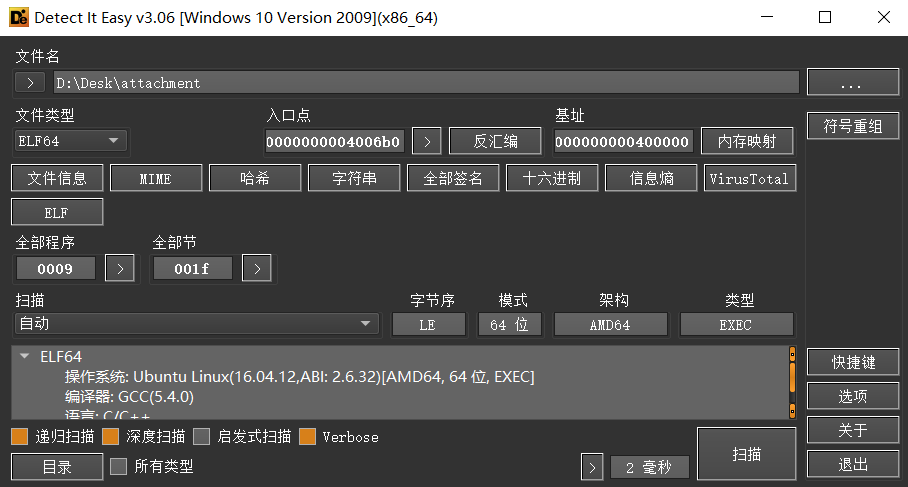 Detect It Easy v3.06 [Windows 10 Version 2009](x86_64)
文件名
> D:\Desk\attachment ...
文件类型 入口点 基址
ELF64 0000000004006b0 > 反汇编 000000000400000 内存映射 符号重组
文件信息 MIME 哈希 字符串 全部签名 十六进制 信息熵 VirusTotal
ELF
全部程序 全部节
0009 > 001f >
扫描 字节序 模式 架构 类型
自动 LE 64 位 AMD64 EXEC
ELF64
操作系统: Ubuntu Linux(16.04.12,ABI: 2.6.32)[AMD64, 64 位, EXEC]
编译器: GCC(5.4.0)
语言: C/C++
快捷键
选项
递归扫描 深度扫描 启发式扫描 Verbose
关于
目录 所有类型 > 2 毫秒 扫描 退出